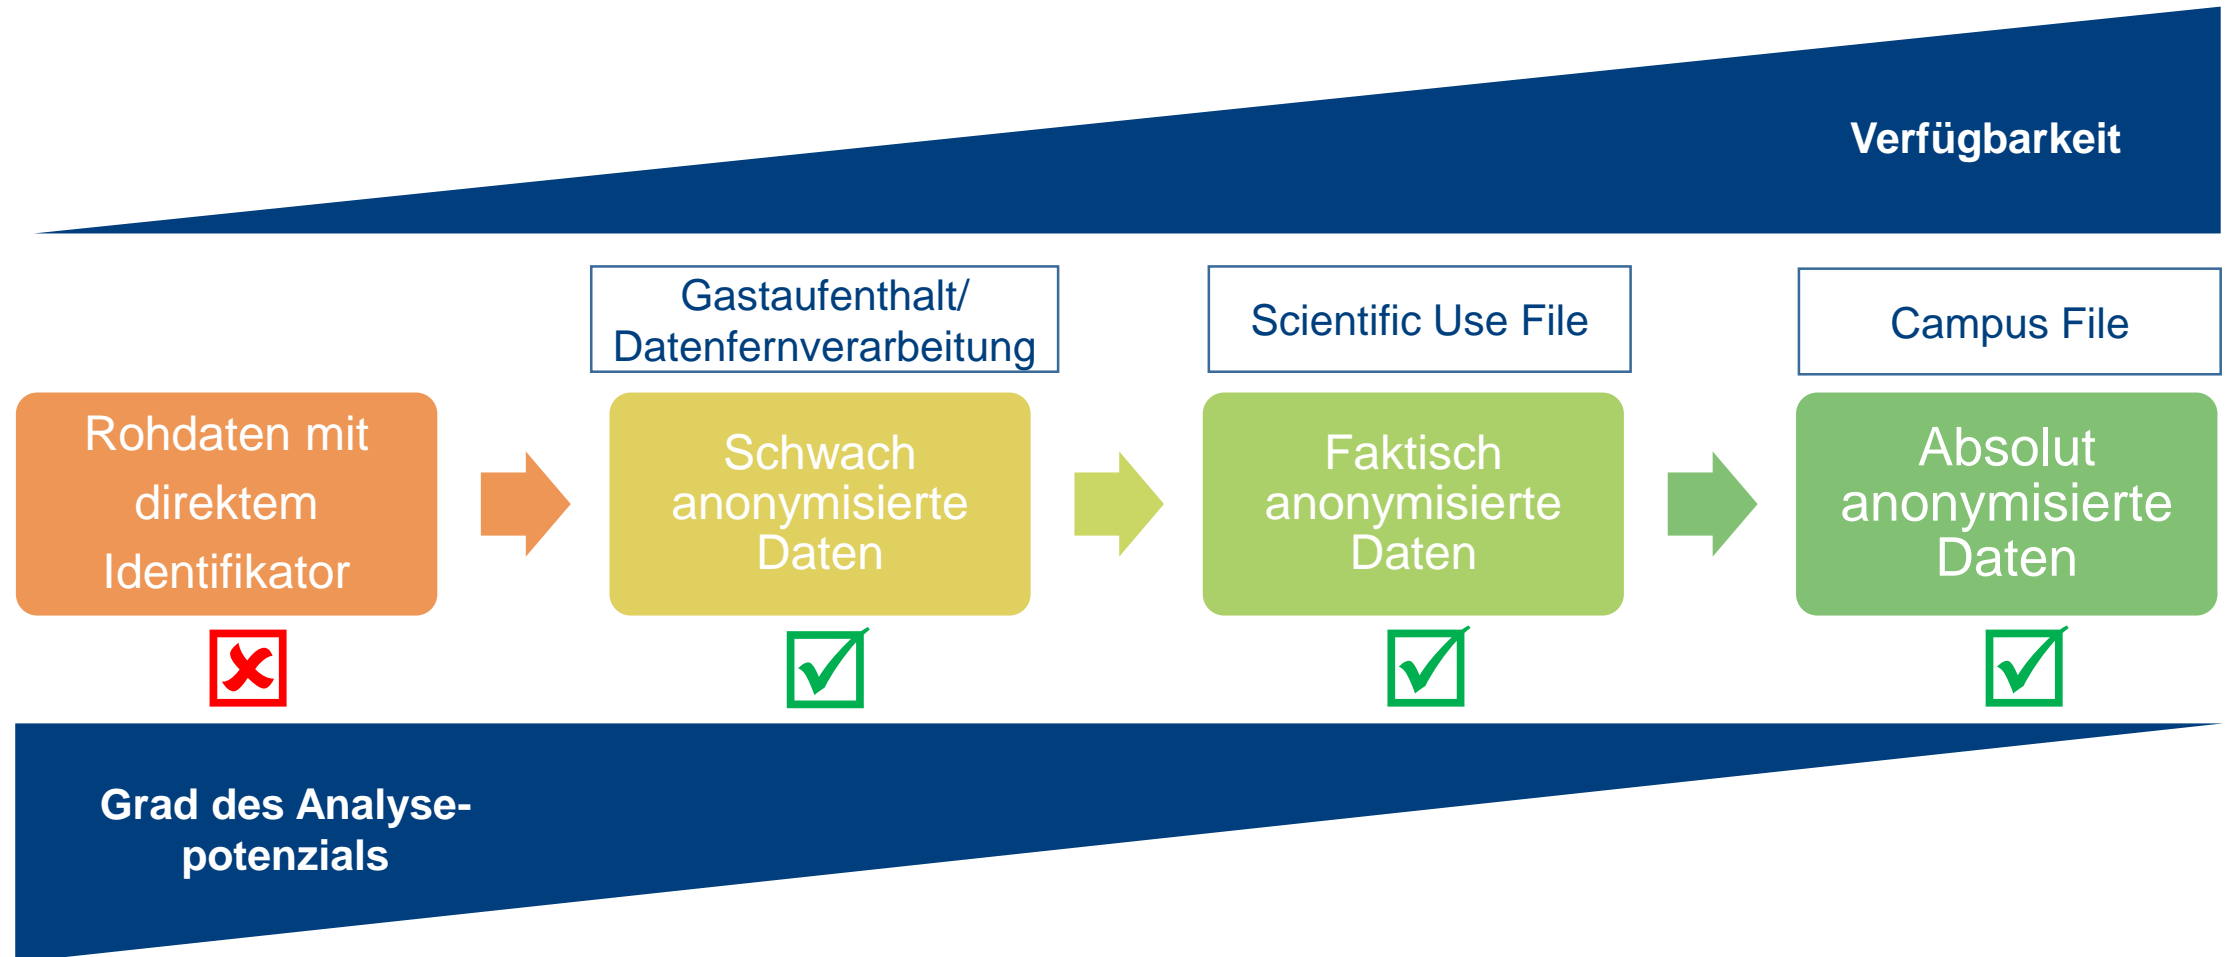 Verfügbarkeit
Gastaufenthalt/
Datenfernverarbeitung
Scientific Use File
Campus File
Rohdaten mit
direktem
Identifikator
Schwach
anonymisierte
Daten
Faktisch
anonymisierte
Daten
Absolut
anonymisierte
Daten
Grad des Analyse-
potenzials